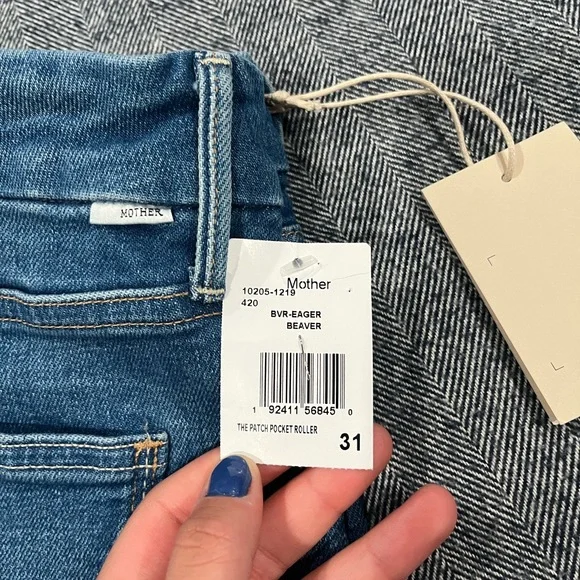 MOTHER
Mother
10205-1219
420
BVR-EAGER
BEAVER
1 92411 56845 0
THE PATCH POCKET ROLLER
31